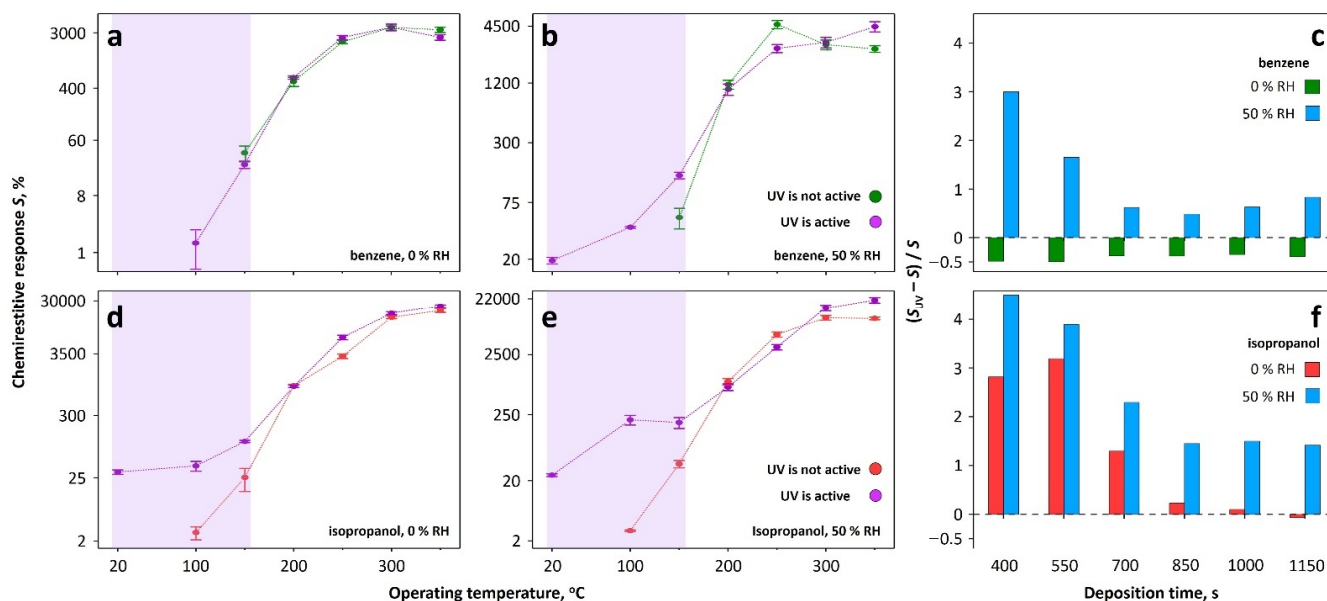 Chemirestitive response S, %
a
3000
400
60
8
1
benzene, 0 % RH
b
4500
1200
300
75
20
UV is not active
UV is active
benzene, 50 % RH
(S_UV – S) / S
c
4
3
2
1
0
−0.5
benzene
0 % RH
50 % RH
d
30000
3500
300
25
2
isopropanol, 0 % RH
20 100 200 300
e
22000
2500
250
20
2
UV is not active
UV is active
Isopropanol, 50 % RH
20 100 200 300
Operating temperature, °C
f
4
3
2
1
0
−0.5
isopropanol
0 % RH
50 % RH
400 550 700 850 1000 1150
Deposition time, s